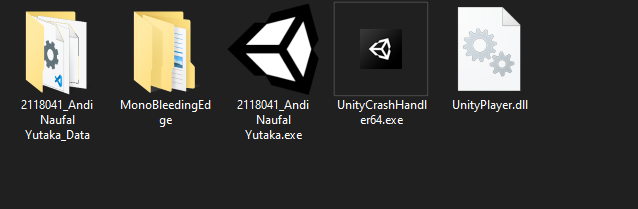 2118041_Andi
Naufal
Yutaka_Data
MonoBleedingEd
ge
2118041_Andi
Naufal
Yutaka.exe
UnityCrashHandl
er64.exe
UnityPlayer.dll